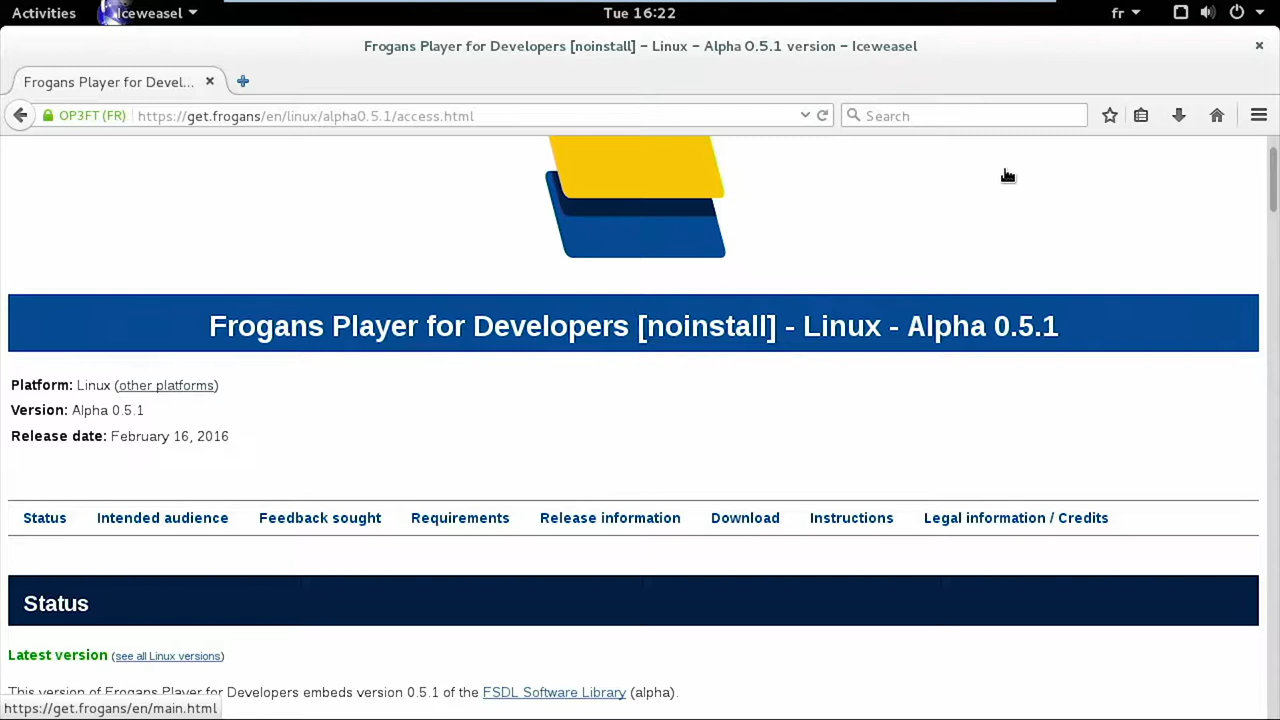 Activities Iceweasel Tue 16:22 fr
Frogans Player for Developers [noinstall] – Linux – Alpha 0.5.1 version – Iceweasel
Frogans Player for Devel...
OP3FT (FR) https://get.frogans/en/linux/alpha0.5.1/access.html Search
Frogans Player for Developers [noinstall] - Linux - Alpha 0.5.1
Platform: Linux (other platforms)
Version: Alpha 0.5.1
Release date: February 16, 2016
Status Intended audience Feedback sought Requirements Release information Download Instructions Legal information / Credits
Status
Latest version (see all Linux versions)
This version of Frogans Player for Developers embeds version 0.5.1 of the FSDL Software Library (alpha).
https://get.frogans/en/main.html